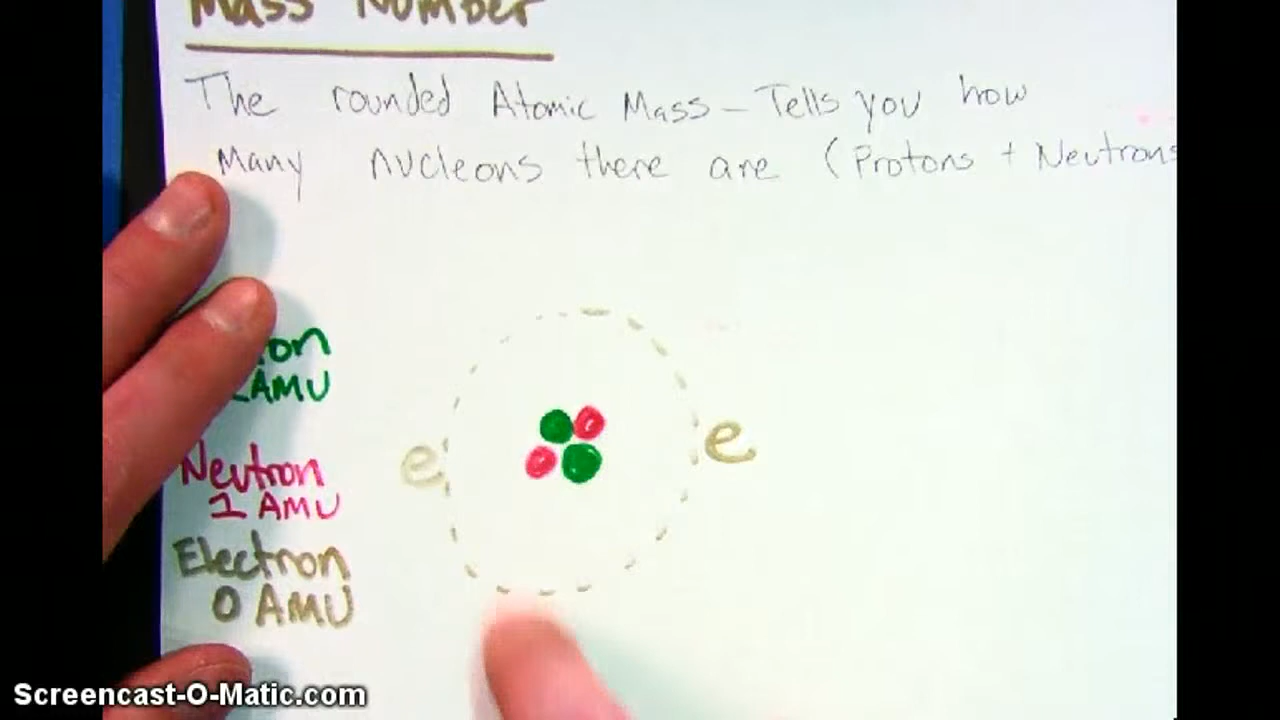 Mass Number
The rounded Atomic Mass - Tells you how
Many nucleons there are (Protons + Neutrons
on
AMU
e
e
Neutron
1 AMU
Electron
0 AMU
Screencast-O-Matic.com